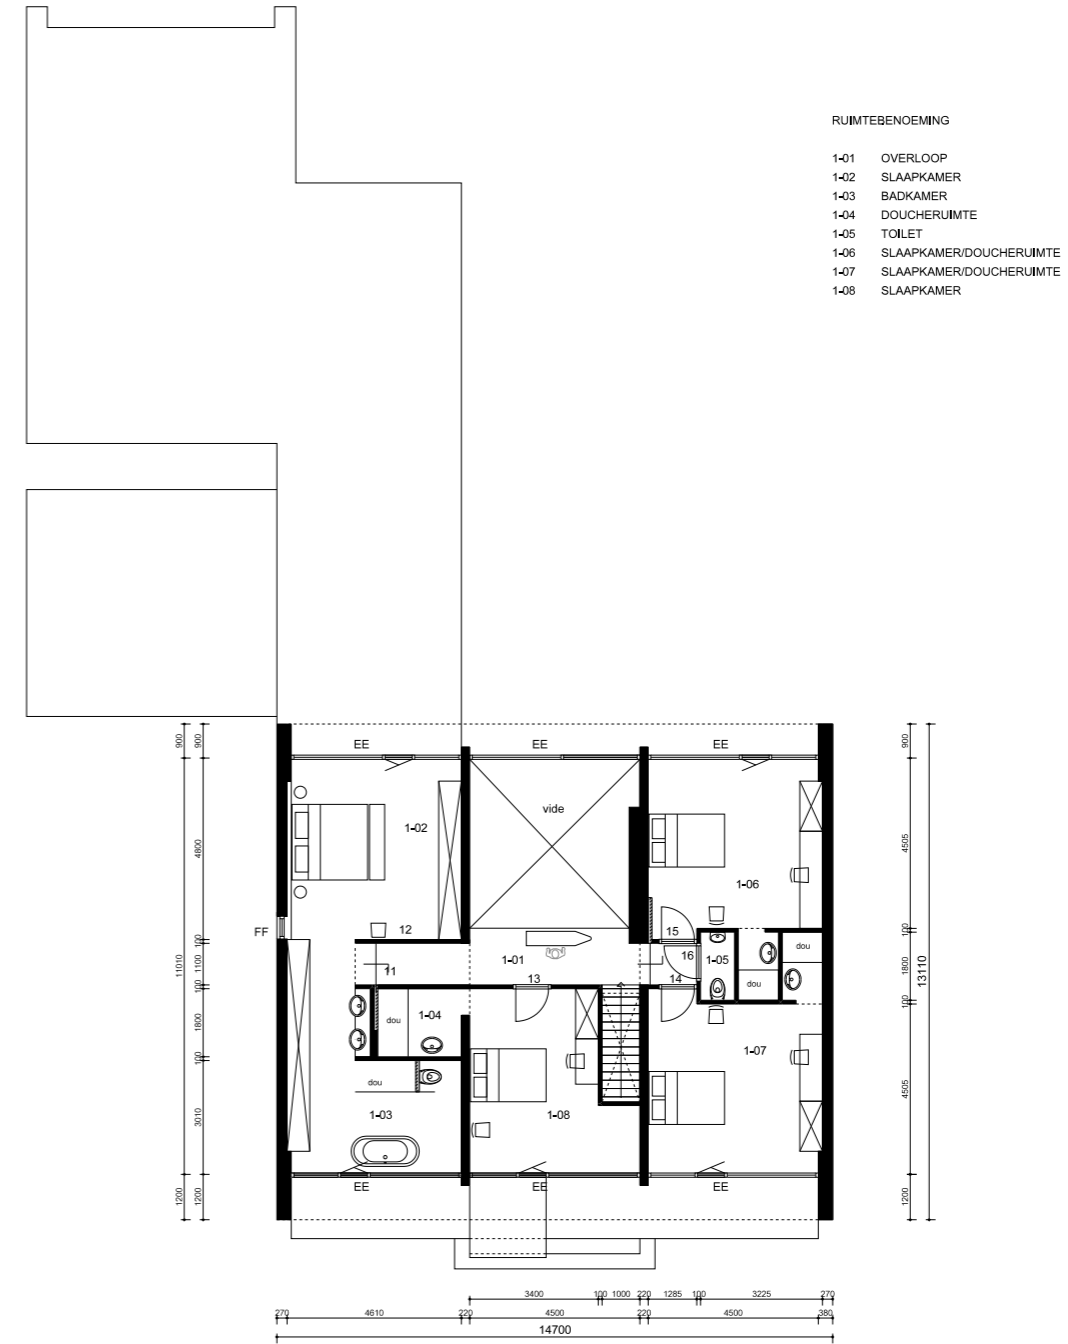 RUIMTEBENOEMING
1-01 OVERLOOP
1-02 SLAAPKAMER
1-03 BADKAMER
1-04 DOUCHERUIMTE
1-05 TOILET
1-06 SLAAPKAMER/DOUCHERUIMTE
1-07 SLAAPKAMER/DOUCHERUIMTE
1-08 SLAAPKAMER
900 900 EE EE EE 900
vide
1-02
4800 4505
1-06
FF 12 15
100 16 1-05 100
11010 1100 11 1-01 13 14 dou 1800 13110
100 dou 100
1800 dou 1-04
1-07
100 dou
1-03 1-08 4505
3010
1200 1200 EE EE EE 1200
3400 100 1000 220 1285 100 3225 270
270 4610 220 4500 220 4500 380
14700